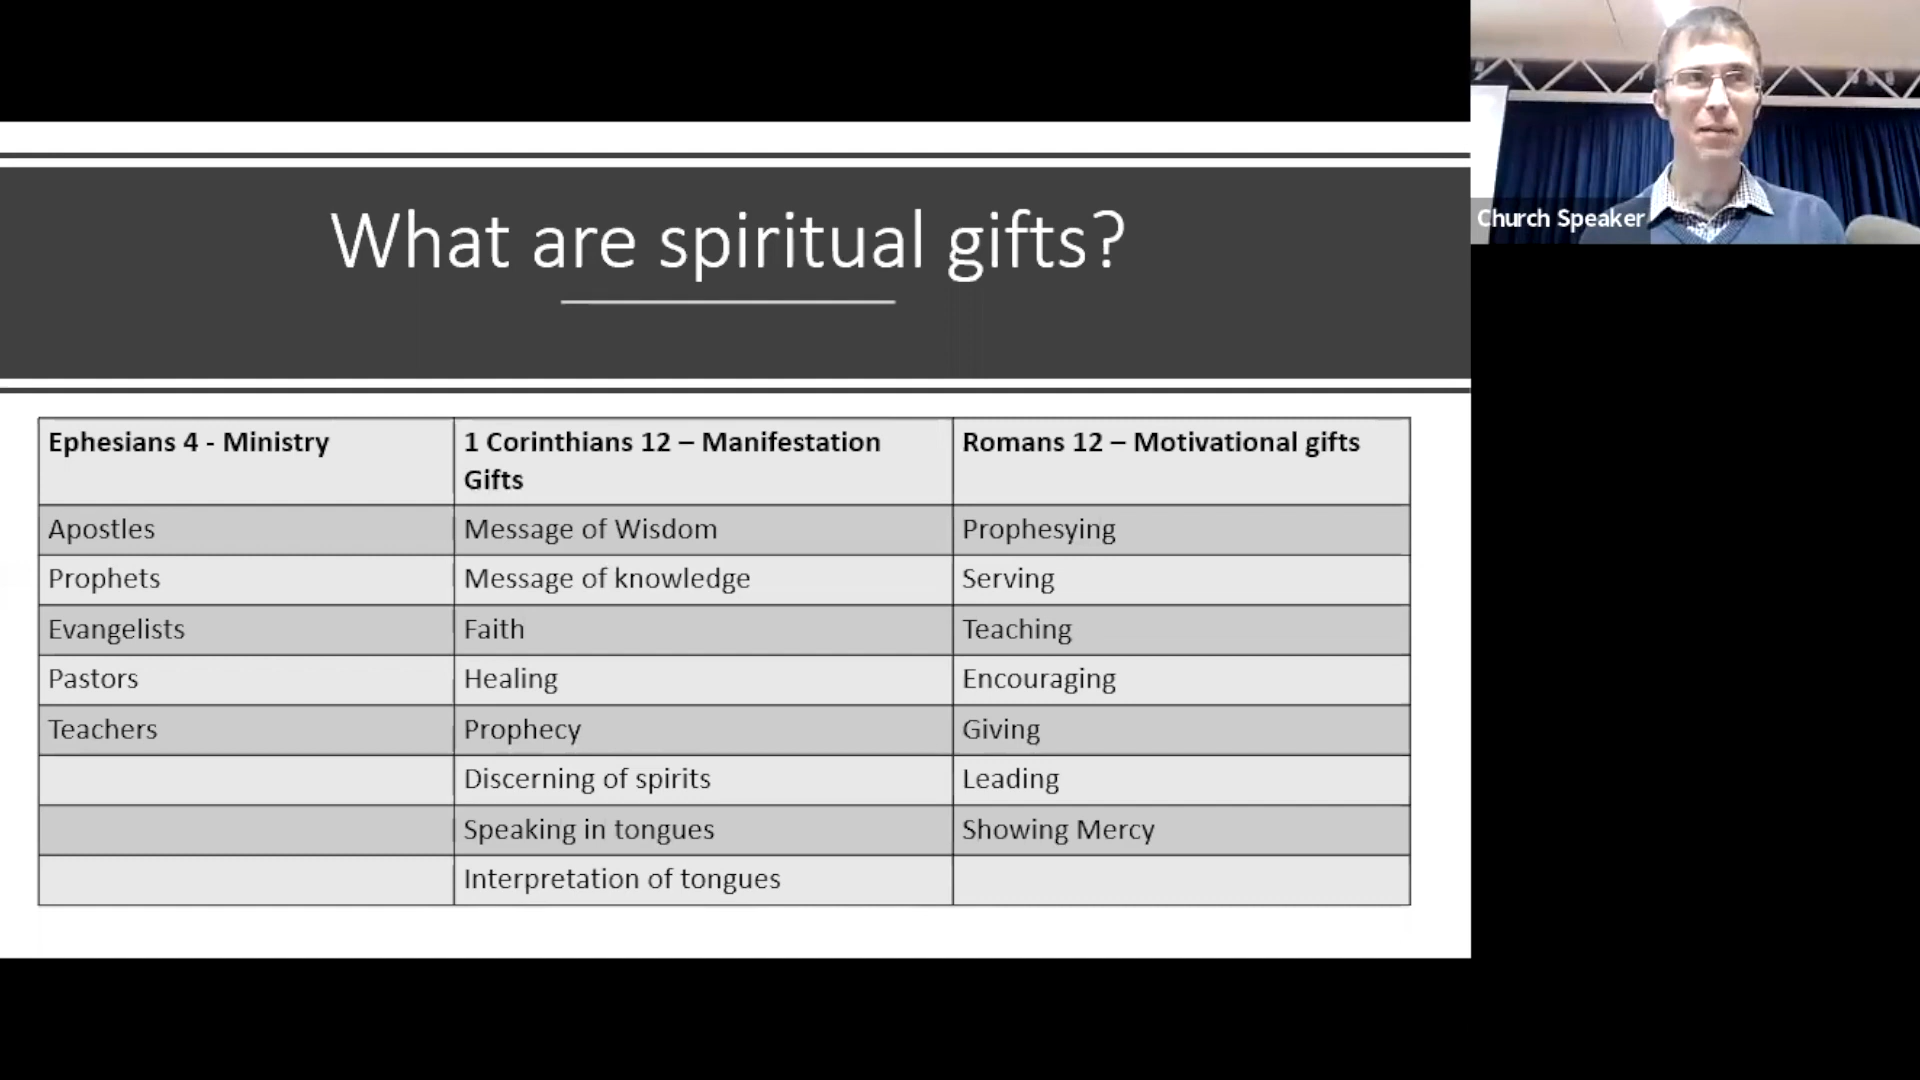 What are spiritual gifts?
Church Speaker
Ephesians 4 - Ministry
1 Corinthians 12 – Manifestation
Gifts
Romans 12 – Motivational gifts
Apostles
Message of Wisdom
Prophesying
Prophets
Message of knowledge
Serving
Evangelists
Faith
Teaching
Pastors
Healing
Encouraging
Teachers
Prophecy
Giving
Discerning of spirits
Leading
Speaking in tongues
Showing Mercy
Interpretation of tongues